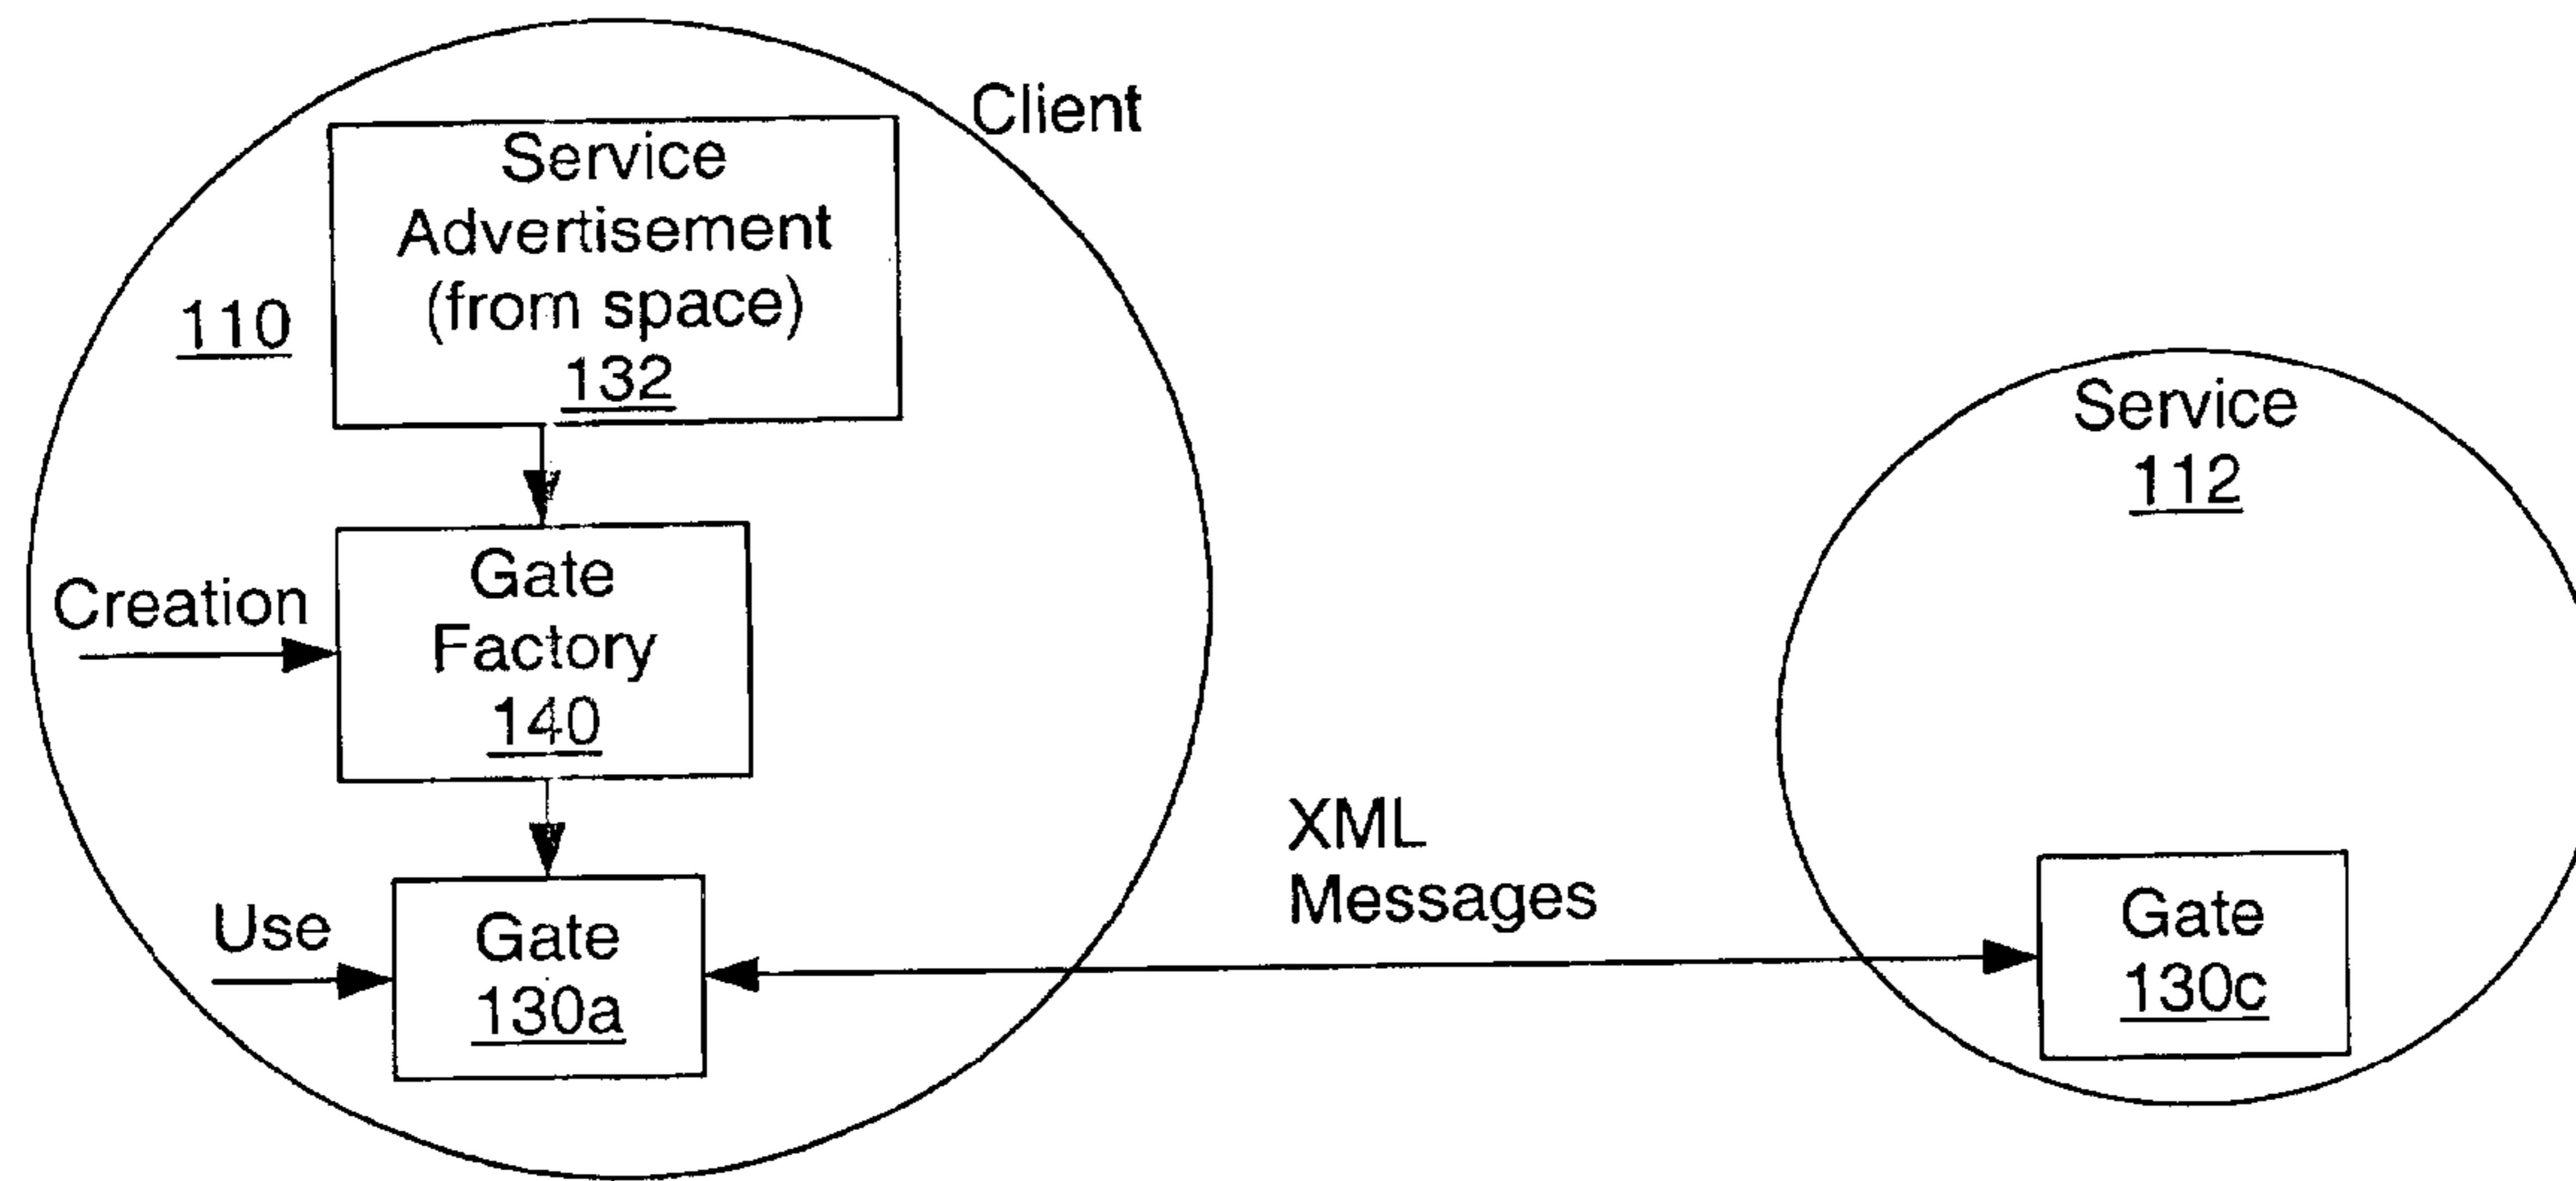 Client
Service
Advertisement
(from space)
132
110
Creation
Gate
Factory
140
Use
Gate
130a
XML
Messages
Service
112
Gate
130c